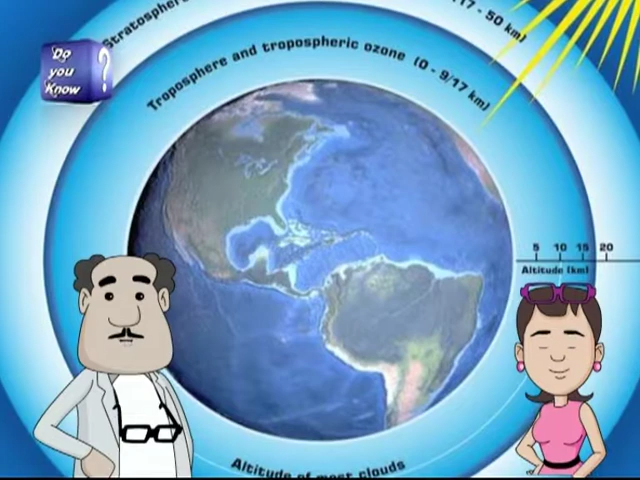 Stratosphere
17 - 50 km)
Do
you
Know
?
Troposphere and tropospheric ozone (0 - 9/17 km)
5 10 15 20
Altitude (km)
Altitude of most clouds